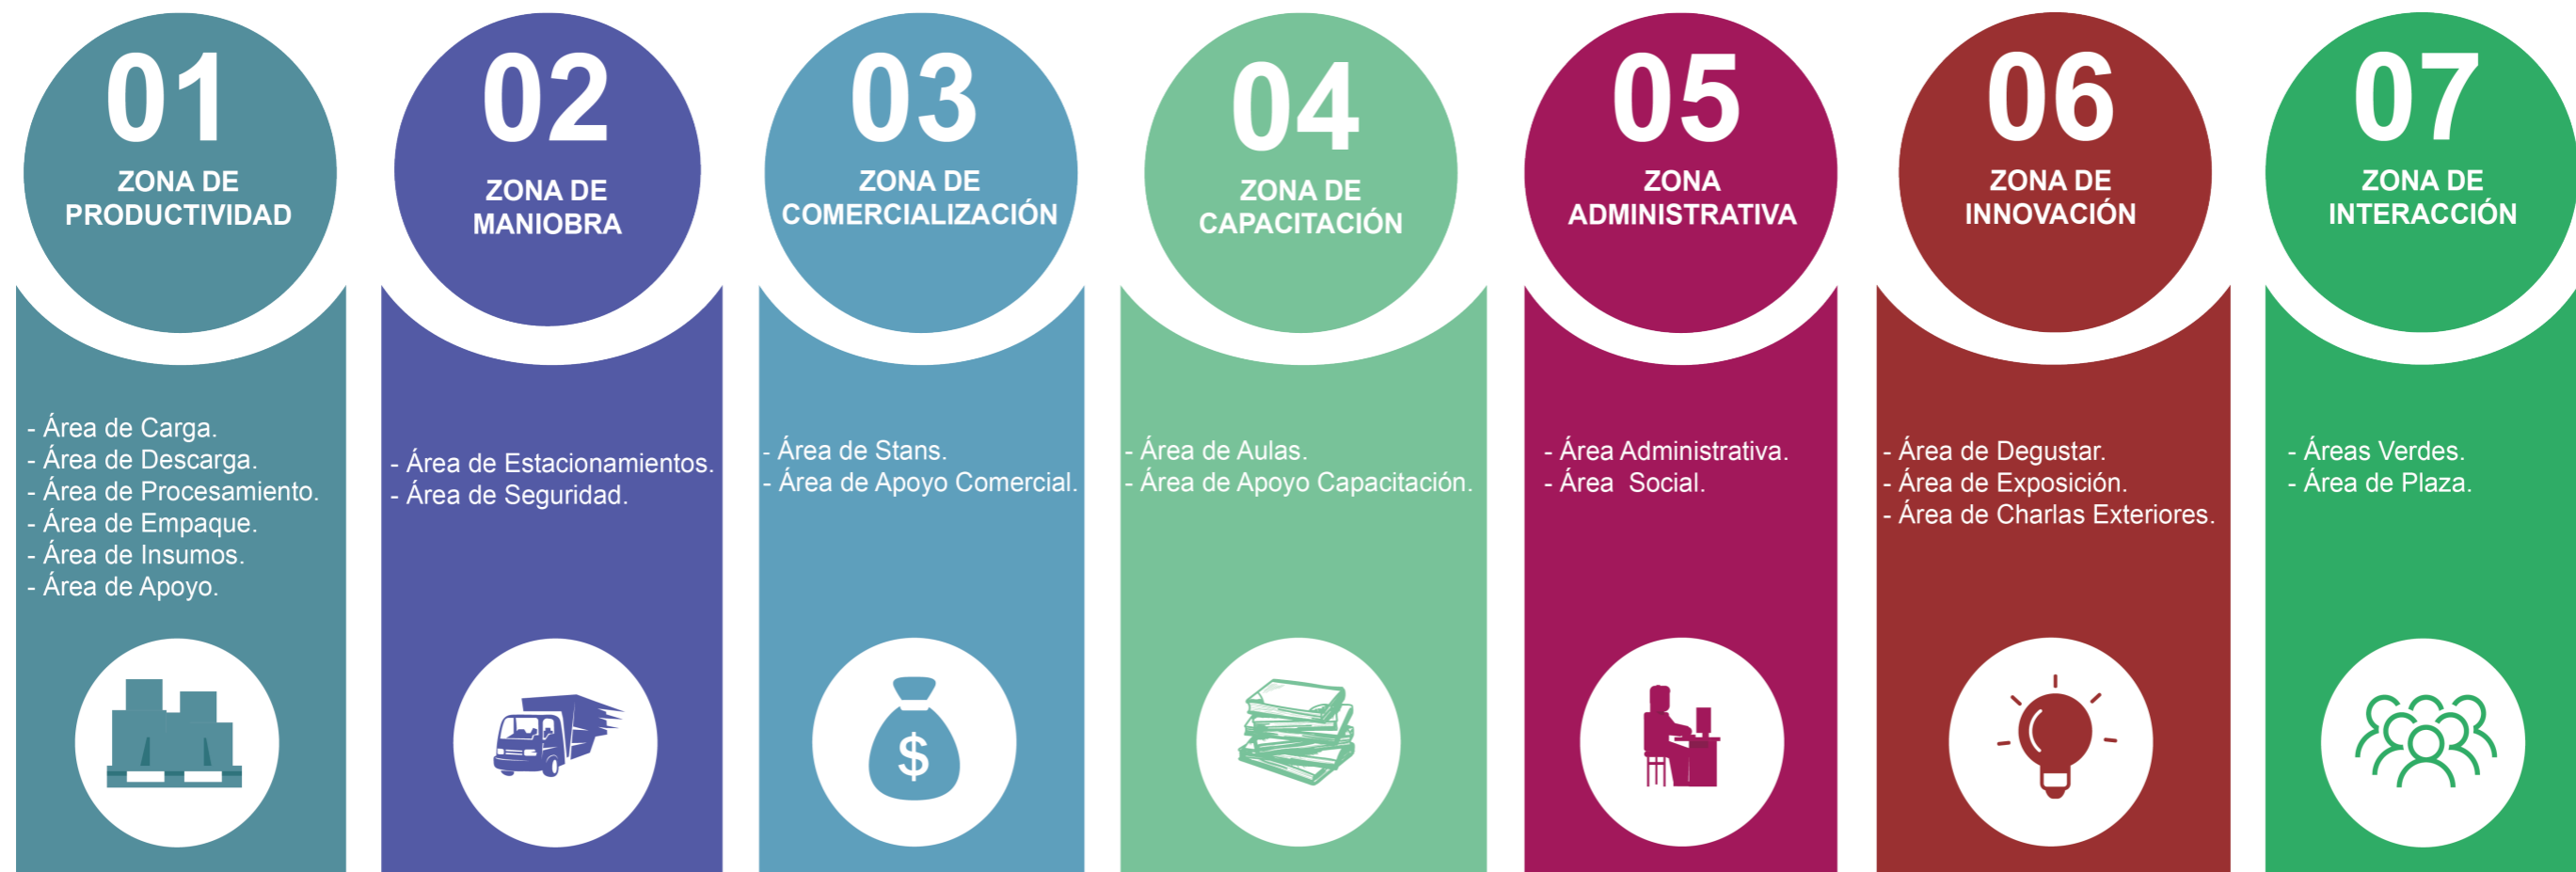 01
ZONA DE
PRODUCTIVIDAD
- Área de Carga.
- Área de Descarga.
- Área de Procesamiento.
- Área de Empaque.
- Área de Insumos.
- Área de Apoyo.
02
ZONA DE
MANIOBRA
- Área de Estacionamientos.
- Área de Seguridad.
03
ZONA DE
COMERCIALIZACIÓN
- Área de Stans.
- Área de Apoyo Comercial.
$
04
ZONA DE
CAPACITACIÓN
- Área de Aulas.
- Área de Apoyo Capacitación.
05
ZONA
ADMINISTRATIVA
- Área Administrativa.
- Área  Social.
06
ZONA DE
INNOVACIÓN
- Área de Degustar.
- Área de Exposición.
- Área de Charlas Exteriores.
07
ZONA DE
INTERACCIÓN
- Áreas Verdes.
- Área de Plaza.